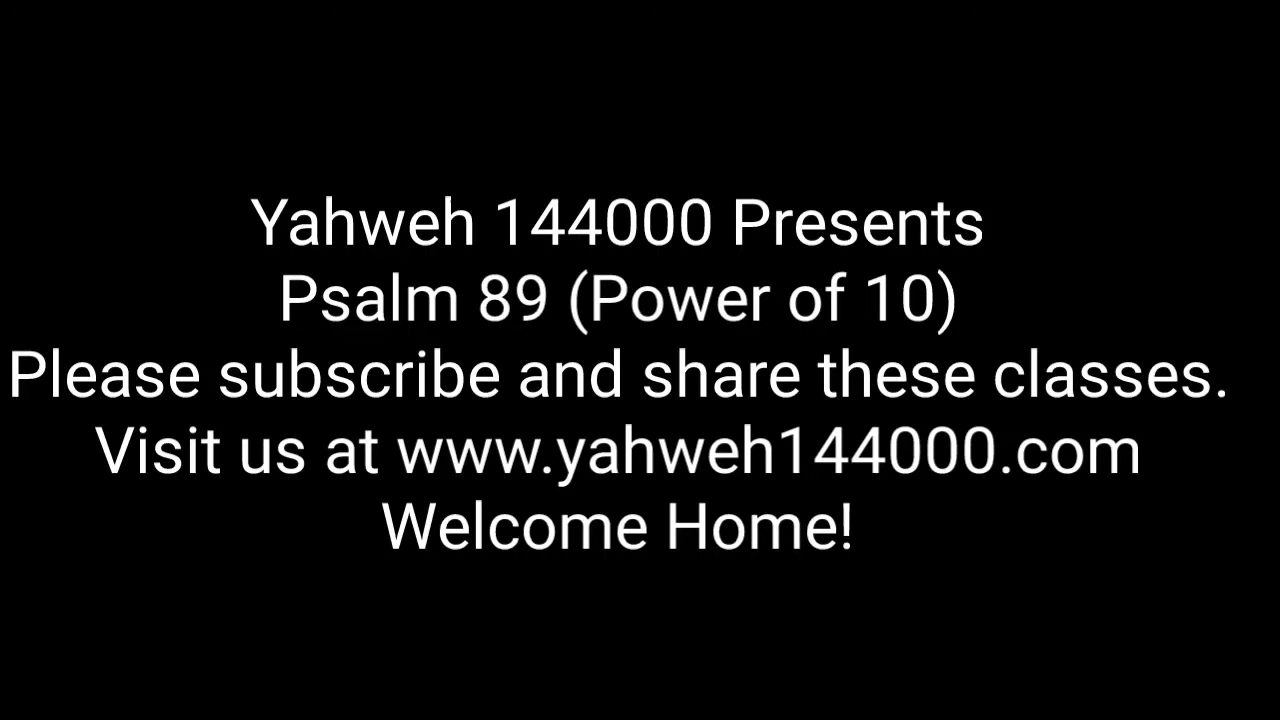 Yahweh 144000 Presents
Psalm 89 (Power of 10)
Please subscribe and share these classes.
Visit us at www.yahweh144000.com
Welcome Home!